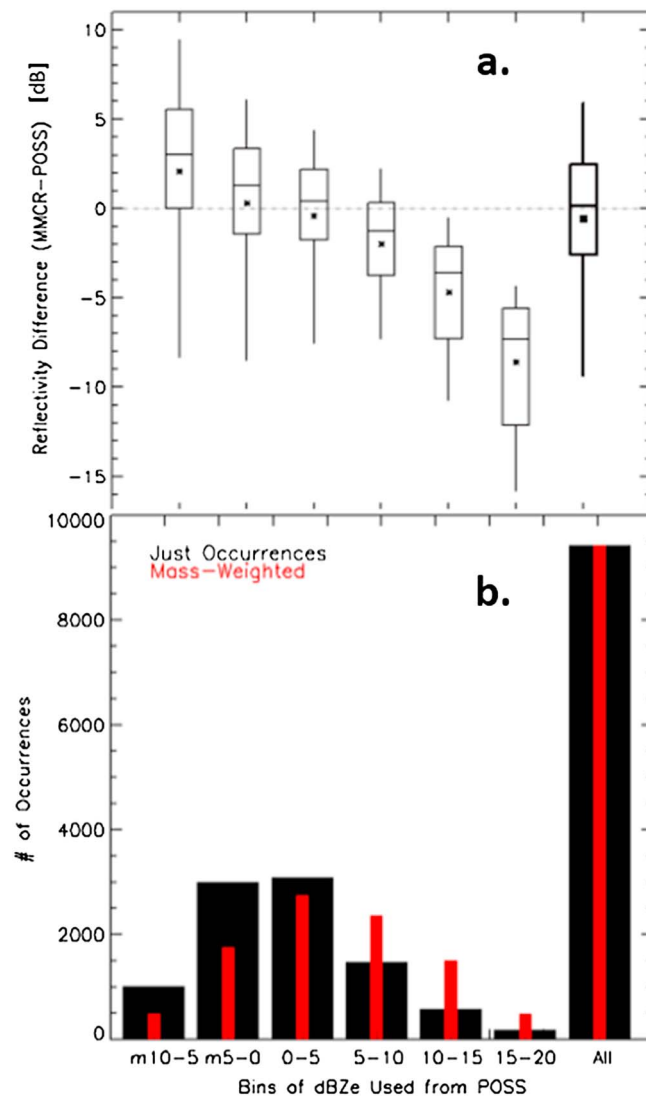 a.
Reflectivity Difference (MMCR-POSS) [dB]
10
5
0
-5
-10
-15
b.
Just Occurrences
Mass-Weighted
# of Occurrences
10000
8000
6000
4000
2000
0
m10-5 m5-0 0-5 5-10 10-15 15-20 All
Bins of dBZe Used from POSS